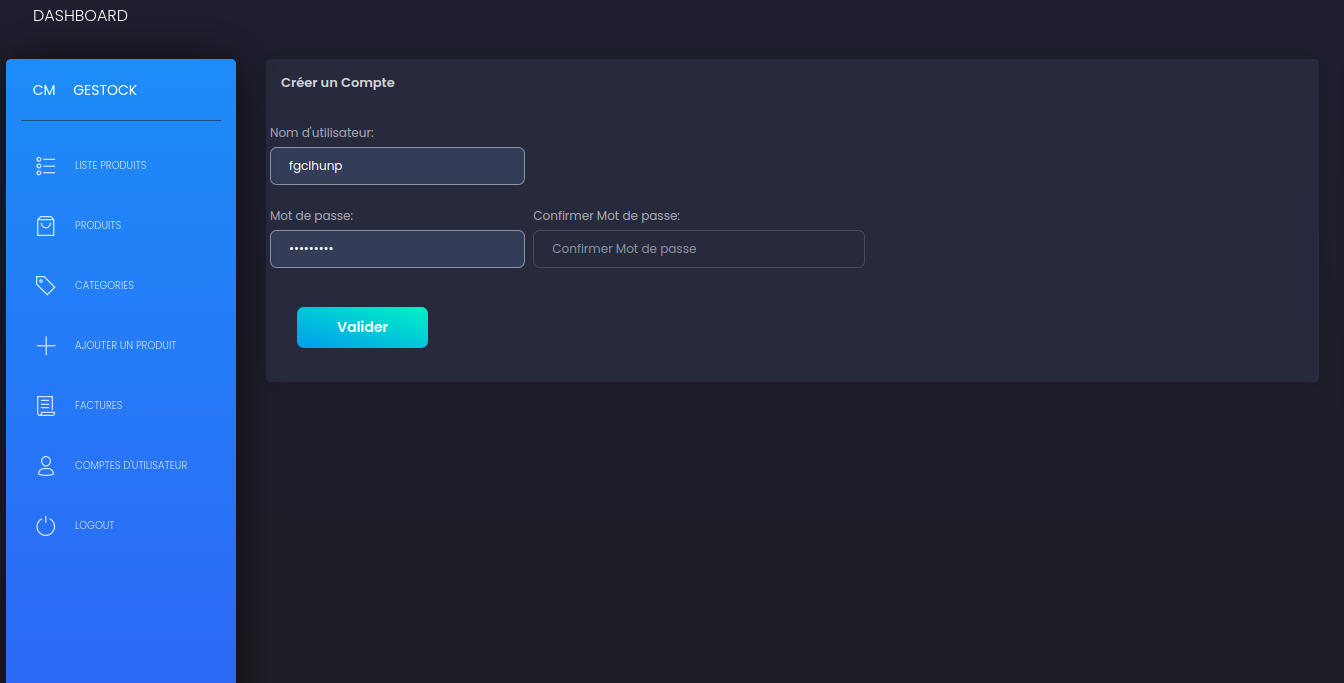 DASHBOARD
CM GESTOCK
LISTE PRODUITS
PRODUITS
CATEGORIES
AJOUTER UN PRODUIT
FACTURES
COMPTES D'UTILISATEUR
LOGOUT
Créer un Compte
Nom d'utilisateur:
fgclhunp
Mot de passe: Confirmer Mot de passe:
••••••••• Confirmer Mot de passe
Valider